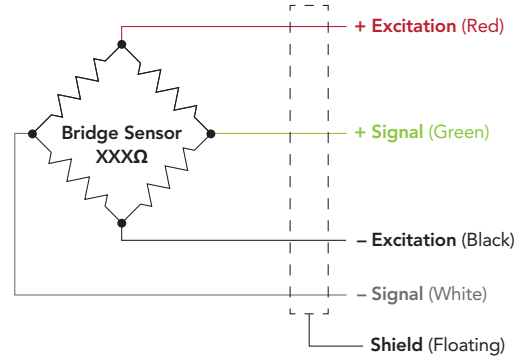 + Excitation (Red)
Bridge Sensor
XXXΩ
+ Signal (Green)
– Excitation (Black)
– Signal (White)
Shield (Floating)